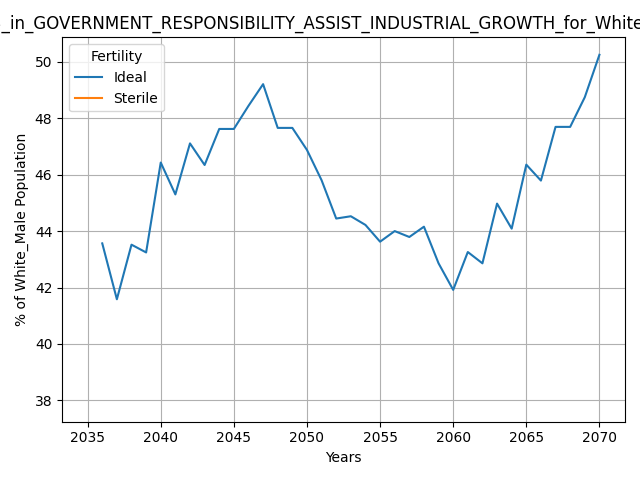 _in_GOVERNMENT_RESPONSIBILITY_ASSIST_INDUSTRIAL_GROWTH_for_White
Fertility
Ideal
Sterile
50
48
46
44
42
40
38
% of White_Male Population
2035 2040 2045 2050 2055 2060 2065 2070
Years